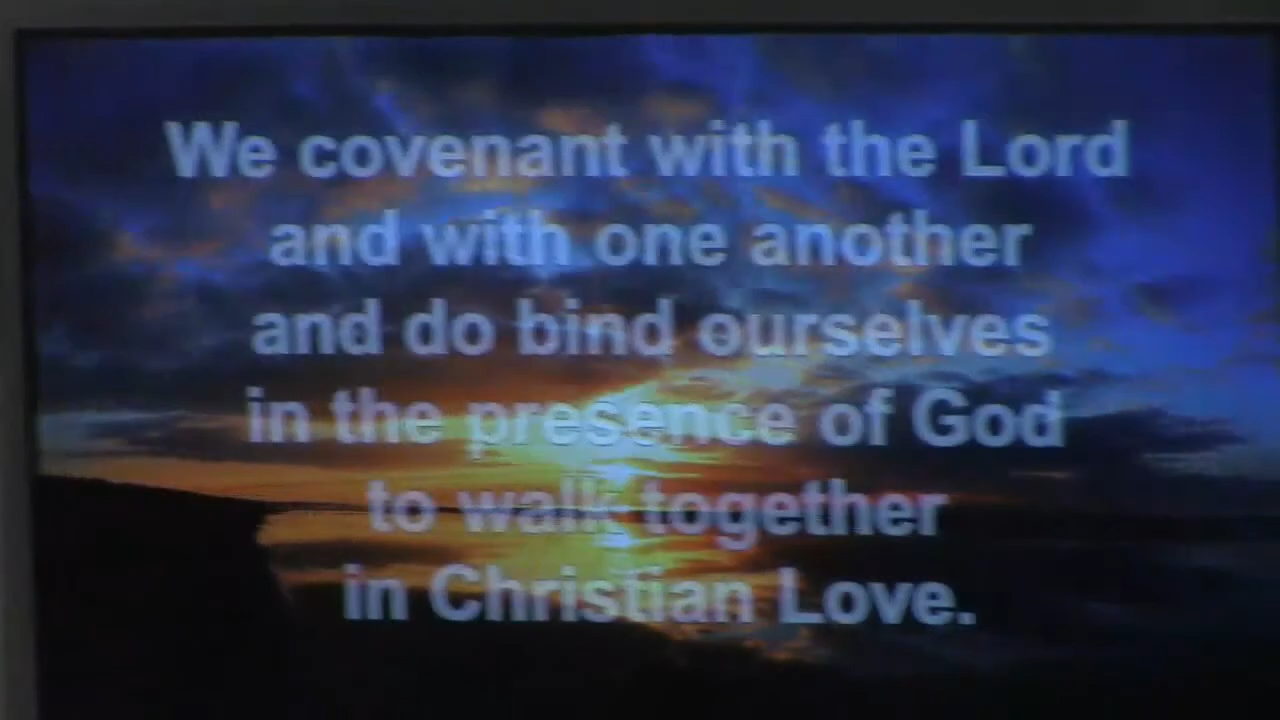 We covenant with the Lord
and with one another
and do bind ourselves
in the presence of God
to walk together
in Christian Love.